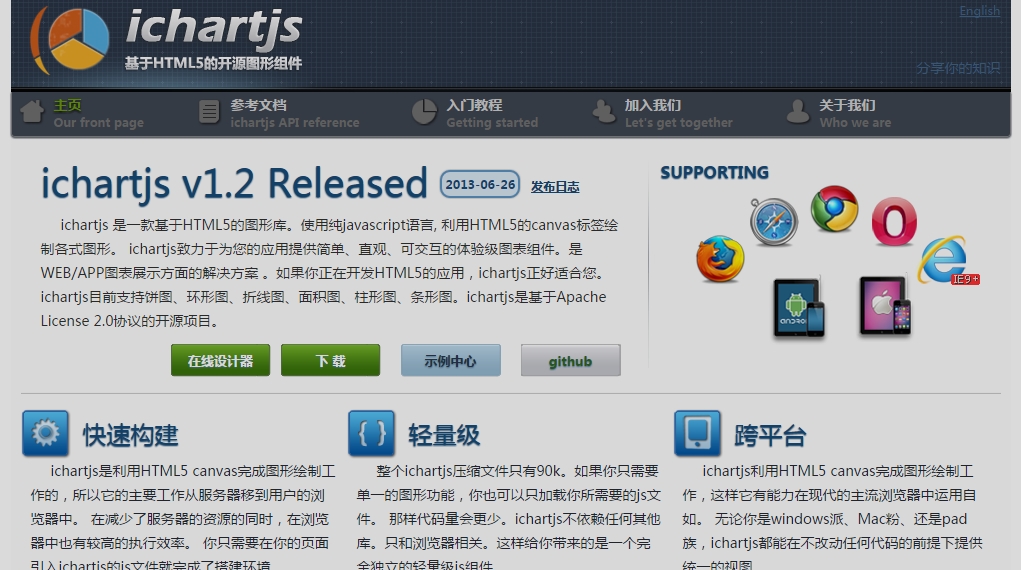 English
ichartjs
基于HTML5的开源图形组件
分享你的知识
主页
Our front page
参考文档
ichartjs API reference
入门教程
Getting started
加入我们
Let's get together
关于我们
Who we are
ichartjs v1.2 Released 2013-06-26 发布日志
ichartjs 是一款基于HTML5的图形库。使用纯javascript语言, 利用HTML5的canvas标签绘
制各式图形。 ichartjs致力于为您的应用提供简单、直观、可交互的体验级图表组件。是
WEB/APP图表展示方面的解决方案 。如果你正在开发HTML5的应用，ichartjs正好适合您。
ichartjs目前支持饼图、环形图、折线图、面积图、柱形图、条形图。ichartjs是基于Apache
License 2.0协议的开源项目。
在线设计器
下 载
示例中心
github
SUPPORTING
IE9+
ANDROID
快速构建
ichartjs是利用HTML5 canvas完成图形绘制工
作的，所以它的主要工作从服务器移到用户的浏
览器中。 在减少了服务器的资源的同时，在浏览
器中也有较高的执行效率。 你只需要在你的页面
引入ichartjs的js文件就完成了搭建环境
轻量级
整个ichartjs压缩文件只有90k。如果你只需要
单一的图形功能，你也可以只加载你所需要的js文
件。 那样代码量会更少。ichartjs不依赖任何其他
库。只和浏览器相关。这样给你带来的是一个完
全独立的轻量级js组件
跨平台
ichartjs利用HTML5 canvas完成图形绘制工
作，这样它有能力在现代的主流浏览器中运用自
如。 无论你是windows派、Mac粉、还是pad
族，ichartjs都能在不改动任何代码的前提下提供
统一的视图